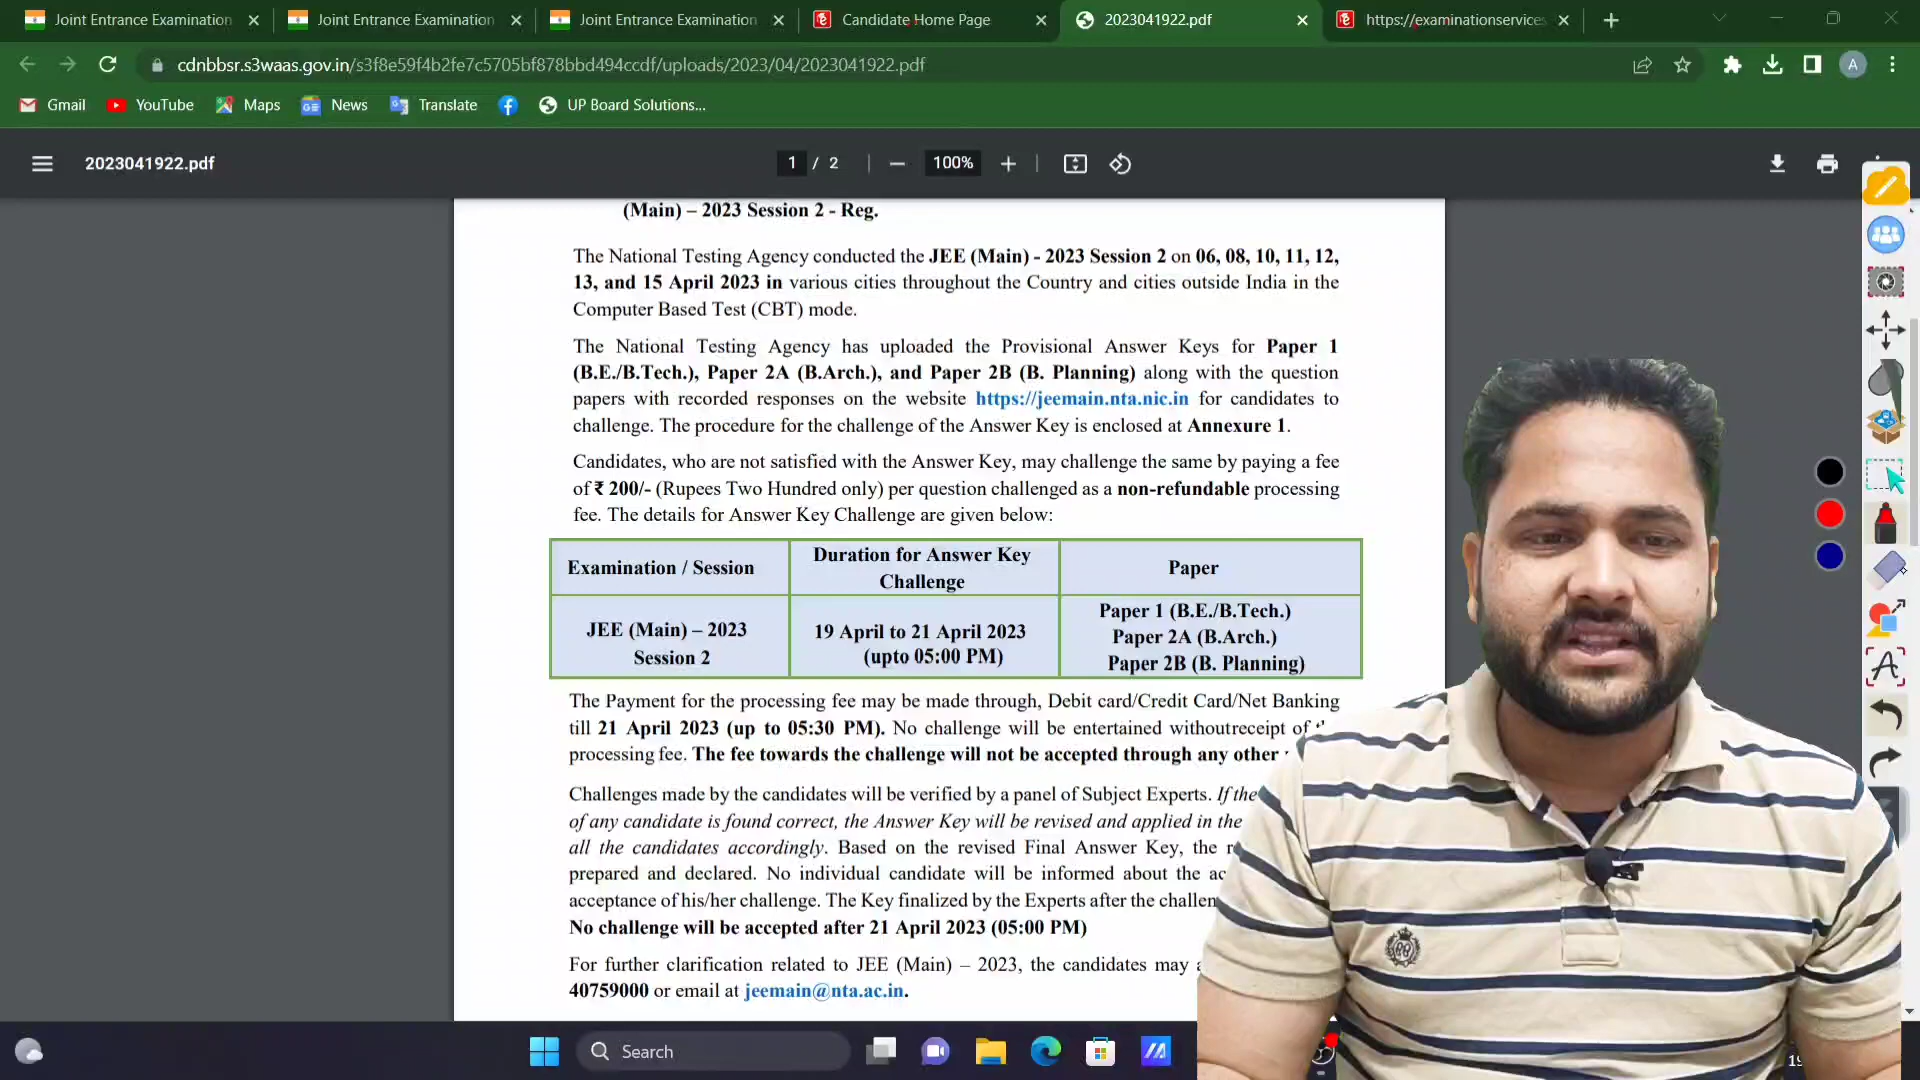 Joint Entrance Examination
Joint Entrance Examination
Joint Entrance Examination
Candidate Home Page
2023041922.pdf
https://examinationservices
cdnbbsr.s3waas.gov.in/s3f8e59f4b2fe7c5705bf878bbd494ccdf/uploads/2023/04/2023041922.pdf
A
Gmail
YouTube
Maps
News
Translate
UP Board Solutions...
2023041922.pdf
1 / 2
100%
(Main) – 2023 Session 2 - Reg.
The National Testing Agency conducted the JEE (Main) - 2023 Session 2 on 06, 08, 10, 11, 12,
13, and 15 April 2023 in various cities throughout the Country and cities outside India in the
Computer Based Test (CBT) mode.
The National Testing Agency has uploaded the Provisional Answer Keys for Paper 1
(B.E./B.Tech.), Paper 2A (B.Arch.), and Paper 2B (B. Planning) along with the question
papers with recorded responses on the website https://jeemain.nta.nic.in for candidates to
challenge. The procedure for the challenge of the Answer Key is enclosed at Annexure 1.
Candidates, who are not satisfied with the Answer Key, may challenge the same by paying a fee
of ₹ 200/- (Rupees Two Hundred only) per question challenged as a non-refundable processing
fee. The details for Answer Key Challenge are given below:
Examination / Session
Duration for Answer Key
Challenge
Paper
JEE (Main) – 2023
Session 2
19 April to 21 April 2023
(upto 05:00 PM)
Paper 1 (B.E./B.Tech.)
Paper 2A (B.Arch.)
Paper 2B (B. Planning)
The Payment for the processing fee may be made through, Debit card/Credit Card/Net Banking
till 21 April 2023 (up to 05:30 PM). No challenge will be entertained withoutreceipt of
processing fee. The fee towards the challenge will not be accepted through any other
Challenges made by the candidates will be verified by a panel of Subject Experts. If the
of any candidate is found correct, the Answer Key will be revised and applied in the
all the candidates accordingly. Based on the revised Final Answer Key, the
prepared and declared. No individual candidate will be informed about the
acceptance of his/her challenge. The Key finalized by the Experts after the
No challenge will be accepted after 21 April 2023 (05:00 PM)
For further clarification related to JEE (Main) – 2023, the candidates may
40759000 or email at jeemain@nta.ac.in.
Search